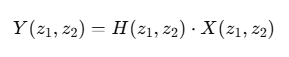 Y(z₁, z₂) = H(z₁, z₂) · X(z₁, z₂)